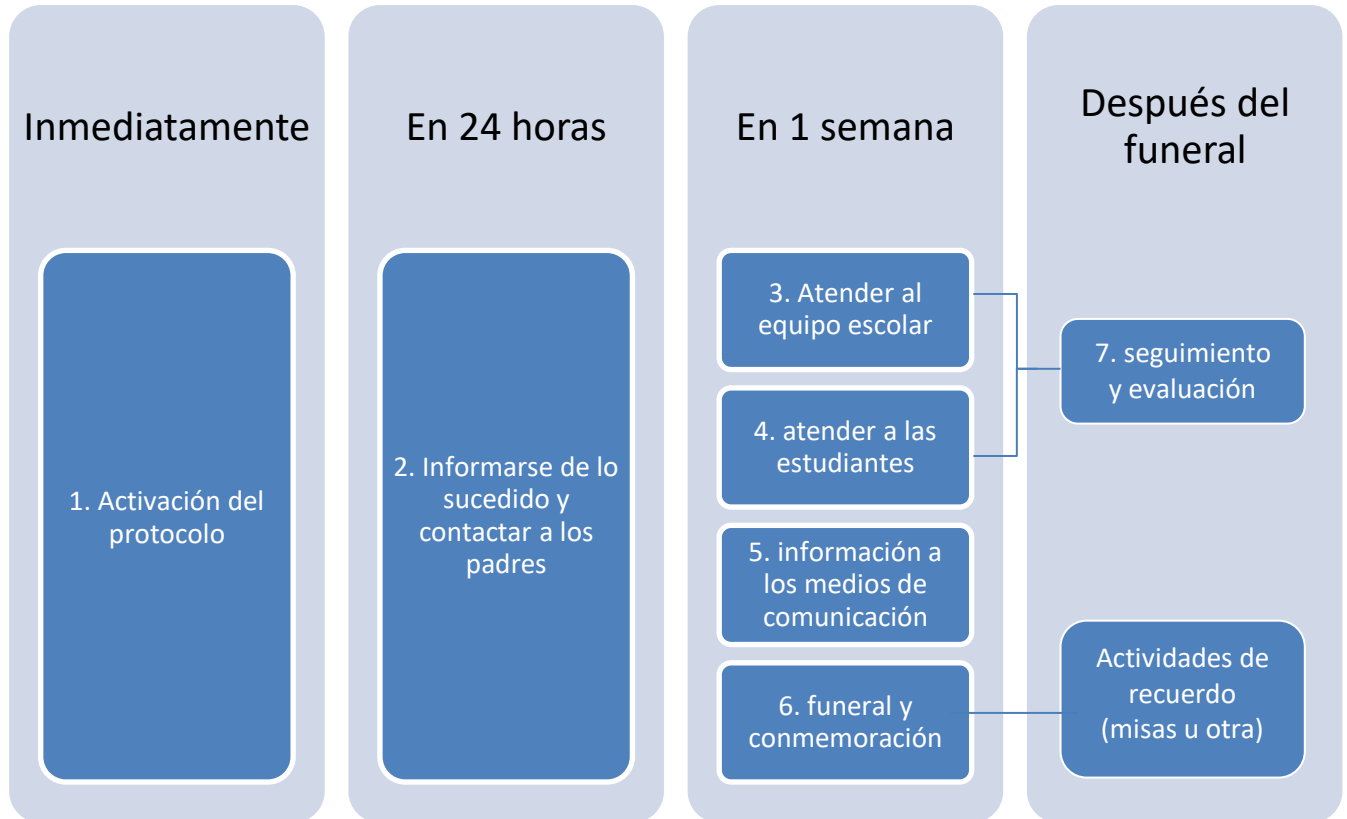 Inmediatamente
1. Activación del
protocolo
En 24 horas
2. Informarse de lo
sucedido y
contactar a los
padres
En 1 semana
3. Atender al
equipo escolar
4. atender a las
estudiantes
5. información a
los medios de
comunicación
6. funeral y
conmemoración
Después del
funeral
7. seguimiento
y evaluación
Actividades de
recuerdo
(misas u otra)